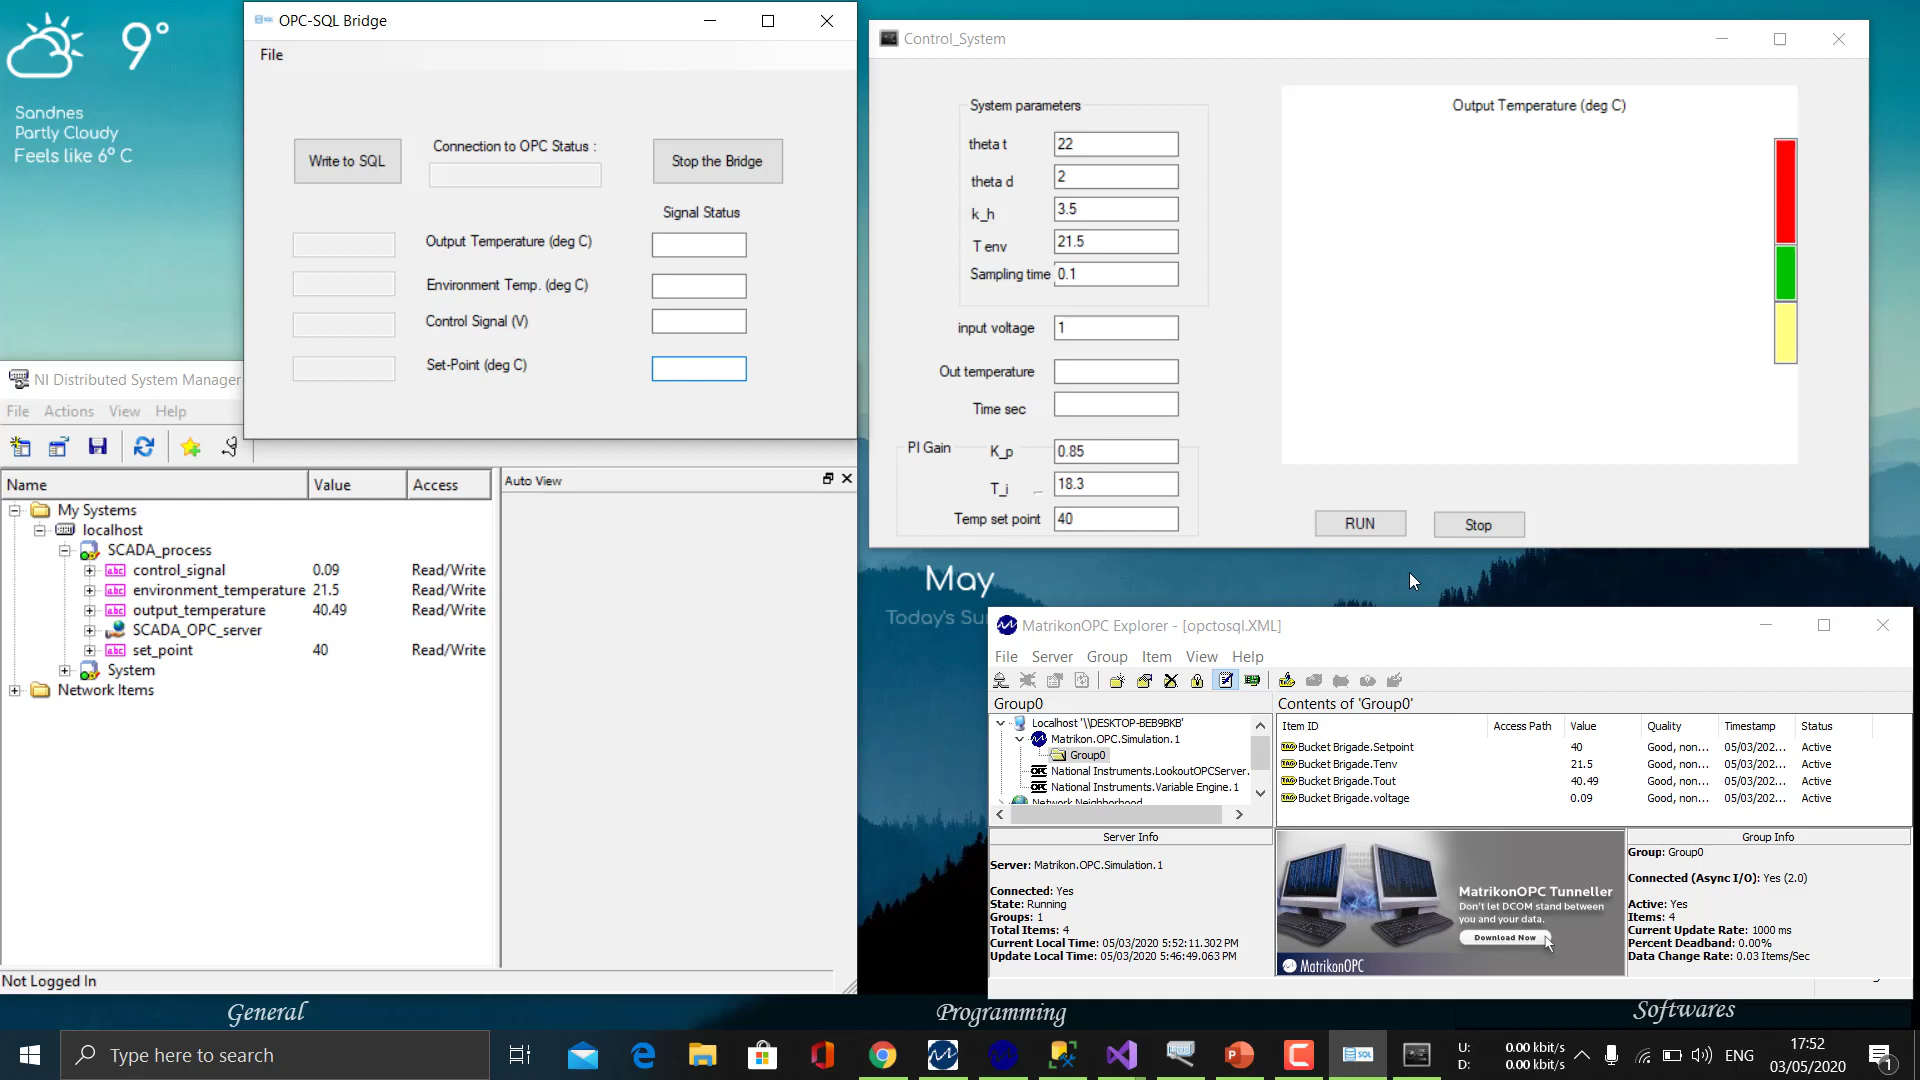 9°
Sandnes
Partly Cloudy
Feels like 6° C
OPC-SQL Bridge
File
Write to SQL
Connection to OPC Status :
Stop the Bridge
Signal Status
Output Temperature (deg C)
Environment Temp. (deg C)
Control Signal (V)
Set-Point (deg C)
Control_System
System parameters
theta t 22
theta d 2
k_h 3.5
T env 21.5
Sampling time 0.1
input voltage 1
Out temperature
Time sec
PI Gain
K_p 0.85
T_i 18.3
Temp set point 40
Output Temperature (deg C)
RUN
Stop
NI Distributed System Manager
File Actions View Help
Name Value Access
My Systems
localhost
SCADA_process
control_signal 0.09 Read/Write
environment_temperature 21.5 Read/Write
output_temperature 40.49 Read/Write
SCADA_OPC_server
set_point 40 Read/Write
System
Network Items
Auto View
Not Logged In
May
Today's Su
MatrikonOPC Explorer - [opctosql.XML]
File Server Group Item View Help
Group0
Localhost '\\DESKTOP-BEB9BKB'
Matrikon.OPC.Simulation.1
Group0
National Instruments.LookoutOPCServer.
National Instruments.Variable Engine.1
Network Neighborhood
Contents of 'Group0'
Item ID Access Path Value Quality Timestamp Status
Bucket Brigade.Setpoint 40 Good, non... 05/03/202... Active
Bucket Brigade.Tenv 21.5 Good, non... 05/03/202... Active
Bucket Brigade.Tout 40.49 Good, non... 05/03/202... Active
Bucket Brigade.voltage 0.09 Good, non... 05/03/202... Active
Server Info
Server: Matrikon.OPC.Simulation.1
Connected: Yes
State: Running
Groups: 1
Total Items: 4
Current Local Time: 05/03/2020 5:52:11.302 PM
Update Local Time: 05/03/2020 5:46:49.063 PM
MatrikonOPC Tunneller
Don't let DCOM stand between
you and your data.
Download Now
MatrikonOPC
Group Info
Group: Group0
Connected (Async I/O): Yes (2.0)
Active: Yes
Items: 4
Current Update Rate: 1000 ms
Percent Deadband: 0.00%
Data Change Rate: 0.03 Items/Sec
General
Programming
Softwares
Type here to search
U: 0.00 kbit/s
D: 0.00 kbit/s
ENG
17:52
03/05/2020
1